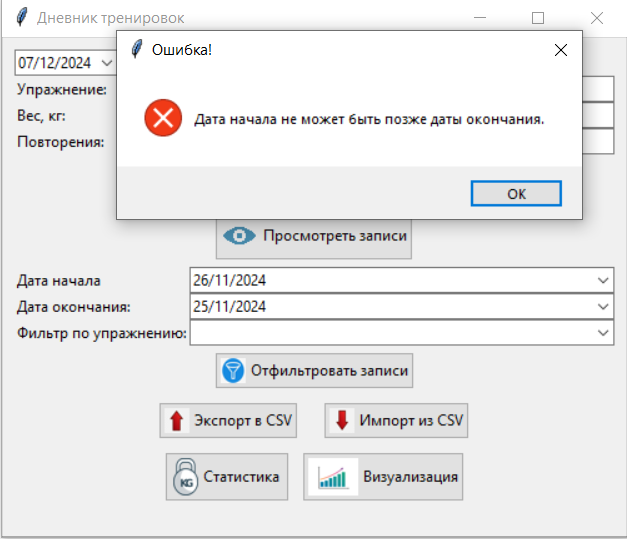 Дневник тренировок
07/12/2024
Ошибка!
Упражнение:
Вес, кг:
Повторения:
Дата начала не может быть позже даты окончания.
ОК
Просмотреть записи
Дата начала 26/11/2024
Дата окончания: 25/11/2024
Фильтр по упражнению:
Отфильтровать записи
Экспорт в CSV Импорт из CSV
KG Статистика Визуализация